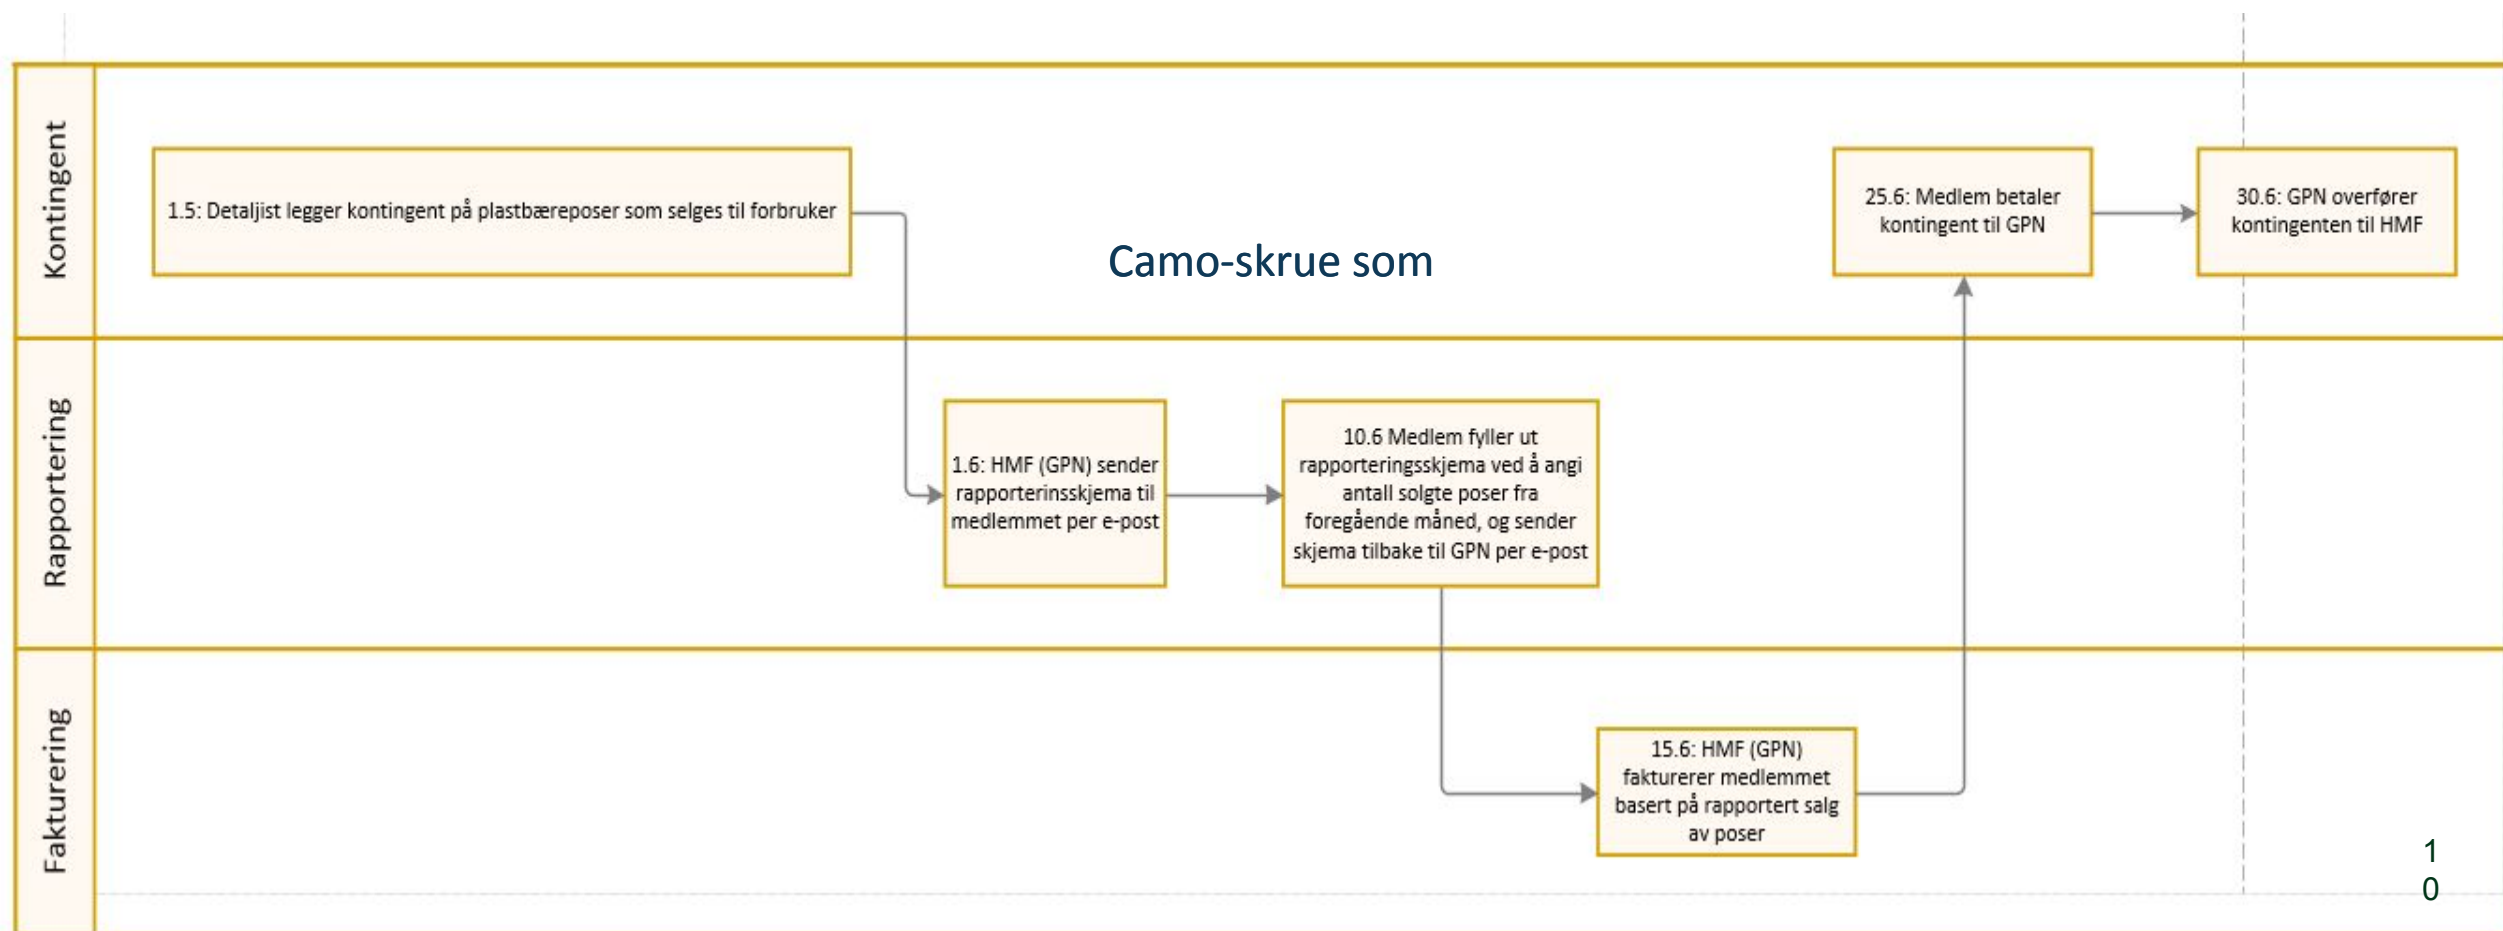 Kontingent
1.5: Detaljist legger kontingent på plastbæreposer som selges til forbruker
Camo-skrue som
25.6: Medlem betaler
kontingent til GPN
30.6: GPN overfører
kontingenten til HMF
Rapportering
1.6: HMF (GPN) sender
rapporterinsskjema til
medlemmet per e-post
10.6 Medlem fyller ut
rapporteringsskjema ved å angi
antall solgte poser fra
foregående måned, og sender
skjema tilbake til GPN per e-post
Fakturering
15.6: HMF (GPN)
fakturerer medlemmet
basert på rapportert salg
av poser
1
0